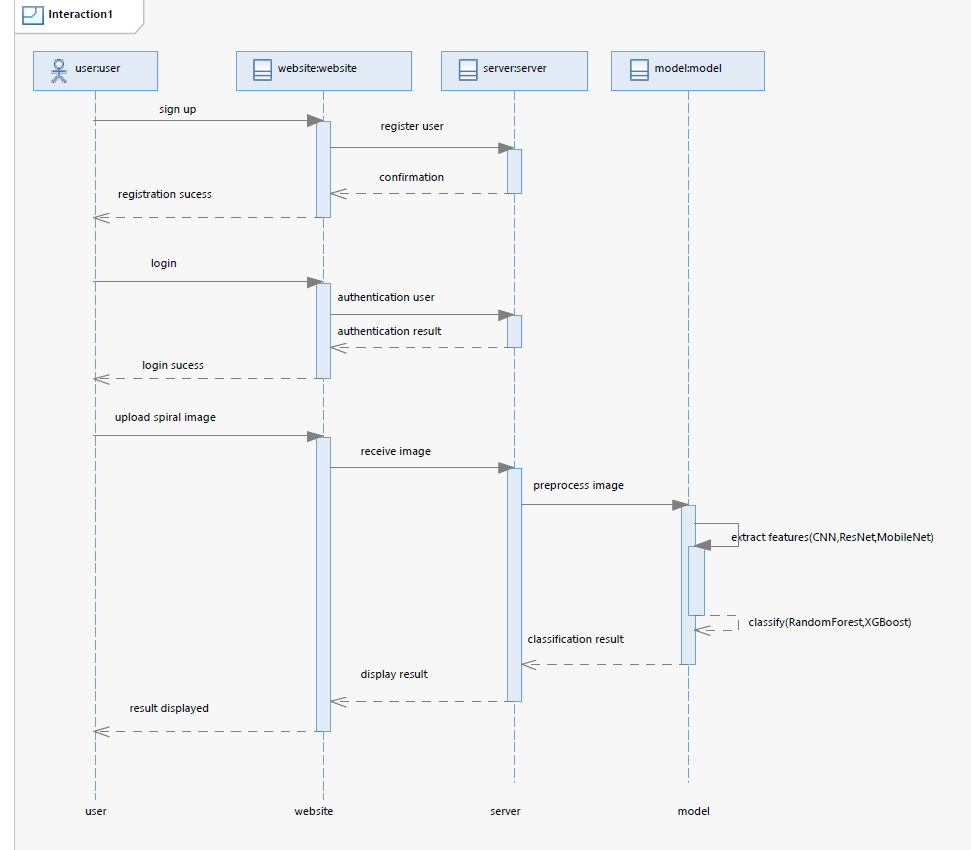 Interaction1
user:user
website:website
server:server
model:model
sign up
register user
confirmation
registration sucess
login
authentication user
authentication result
login sucess
upload spiral image
receive image
preprocess image
extract features(CNN,ResNet,MobileNet)
classify(RandomForest,XGBoost)
classification result
display result
result displayed
user
website
server
model